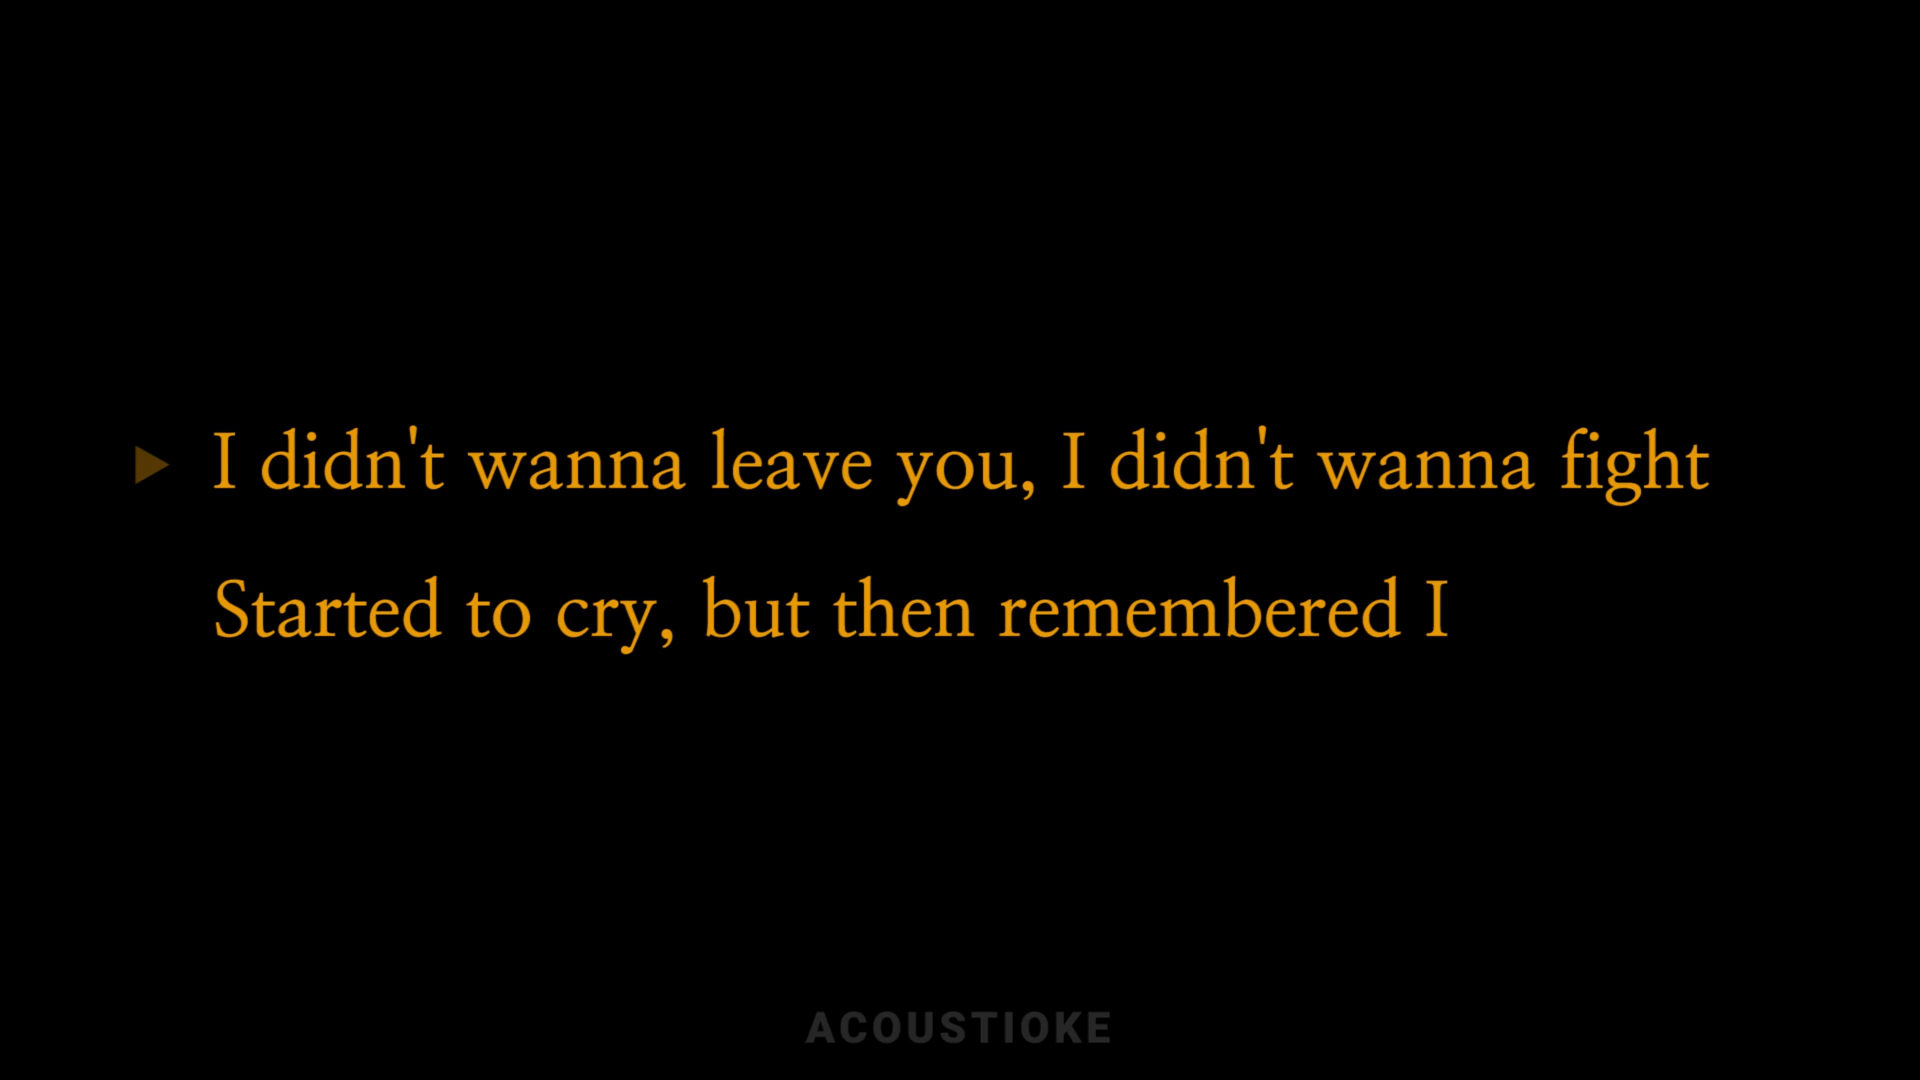 I didn't wanna leave you, I didn't wanna fight
Started to cry, but then remembered I
ACOUSTIOKE